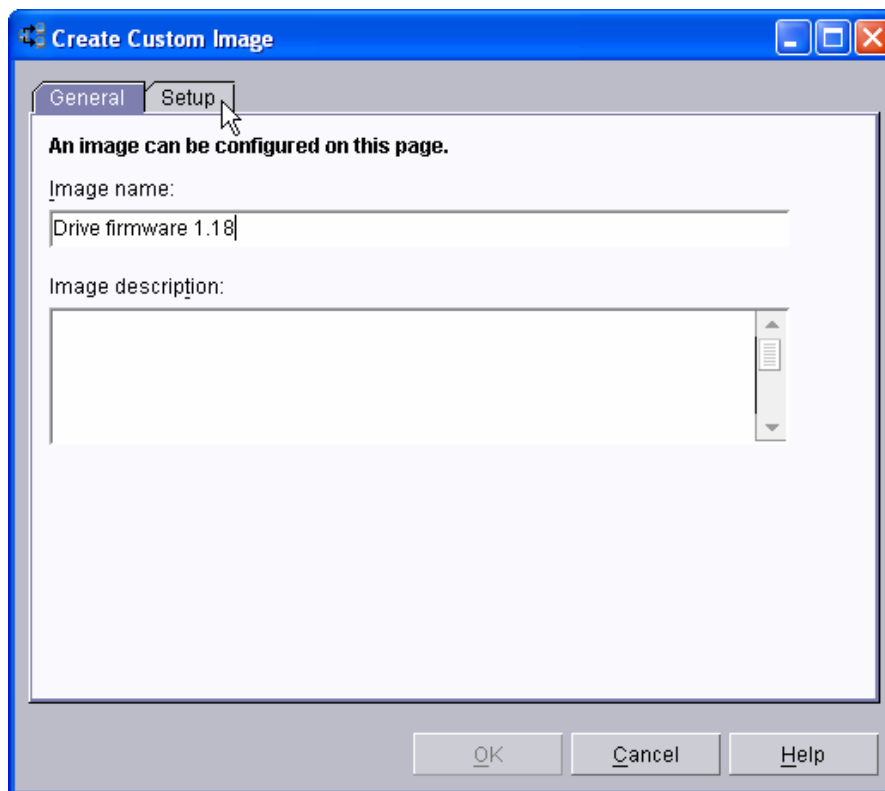 Create Custom Image
General Setup
An image can be configured on this page.
Image name:
Drive firmware 1.18
Image description:
OK Cancel Help